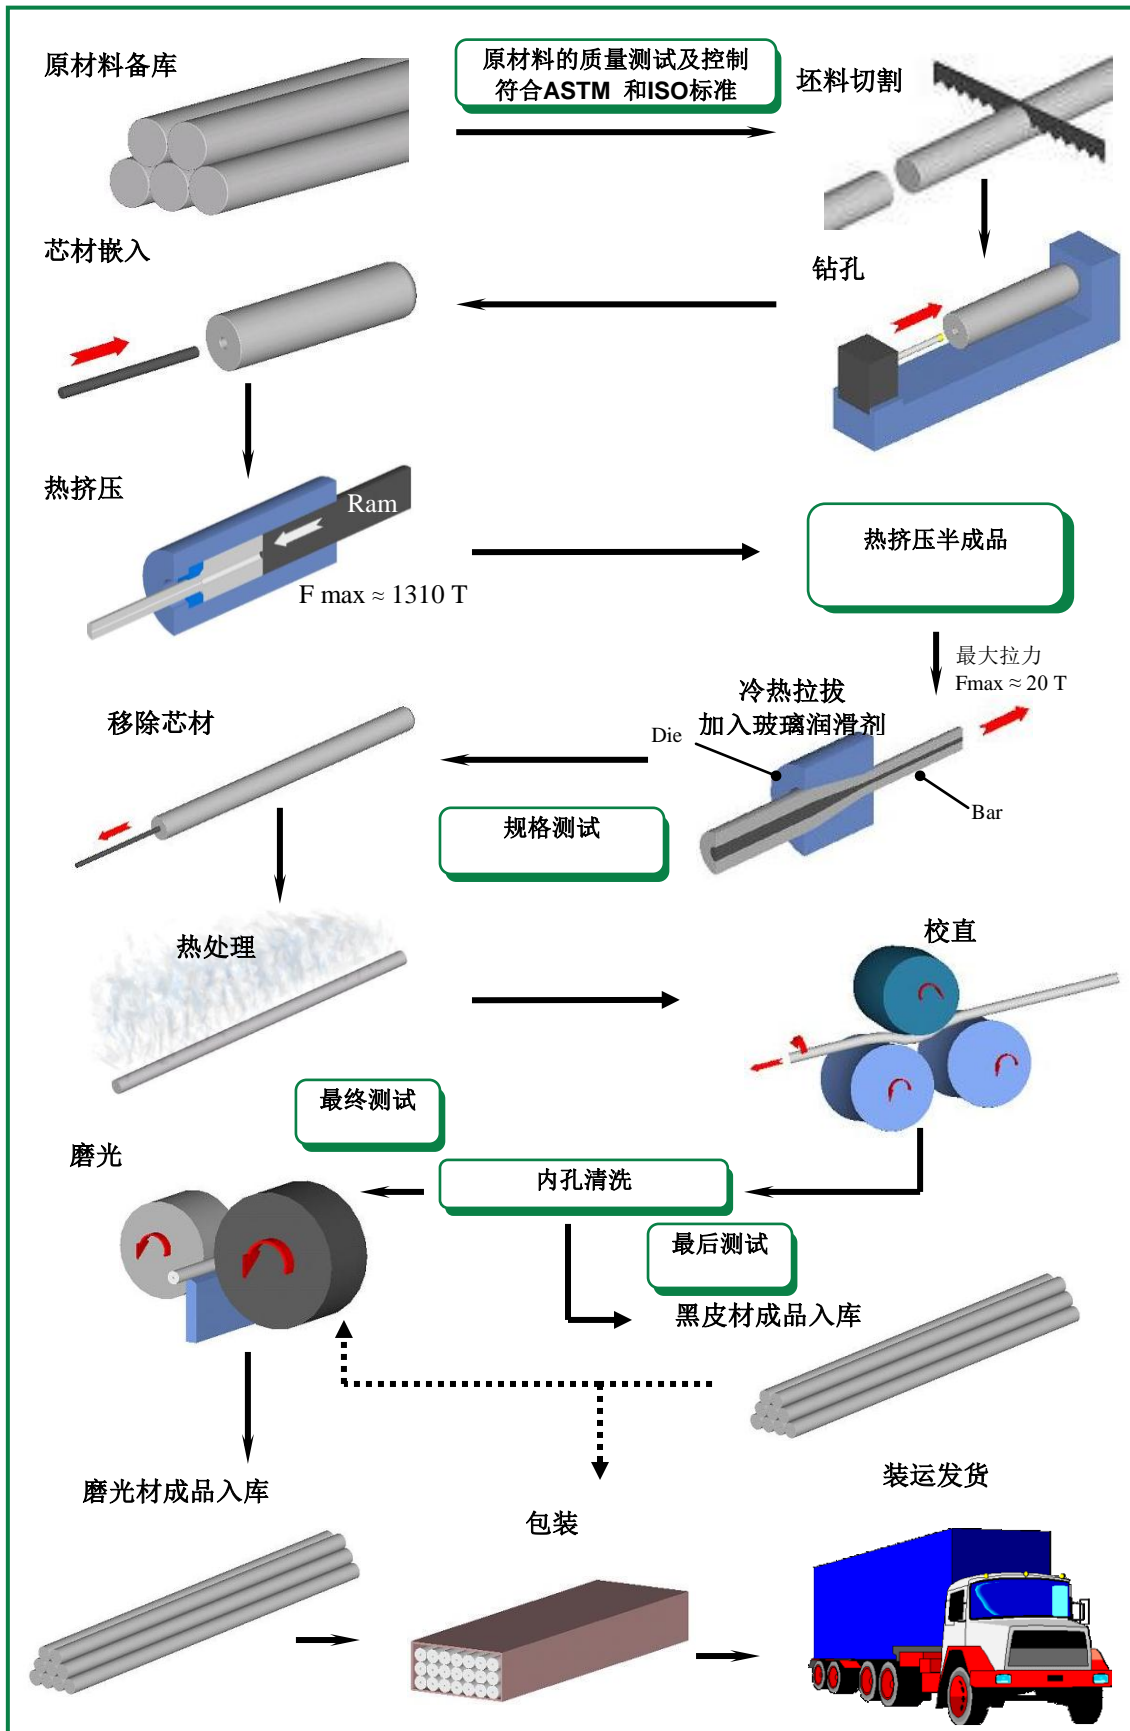 原材料备库
原材料的质量测试及控制
符合ASTM 和ISO标准
坯料切割
芯材嵌入
钻孔
热挤压
Ram
F max ≈ 1310 T
热挤压半成品
最大拉力
Fmax ≈ 20 T
冷热拉拔
加入玻璃润滑剂
移除芯材
Die
Bar
规格测试
热处理
校直
最终测试
磨光
内孔清洗
最后测试
黑皮材成品入库
磨光材成品入库
包装
装运发货